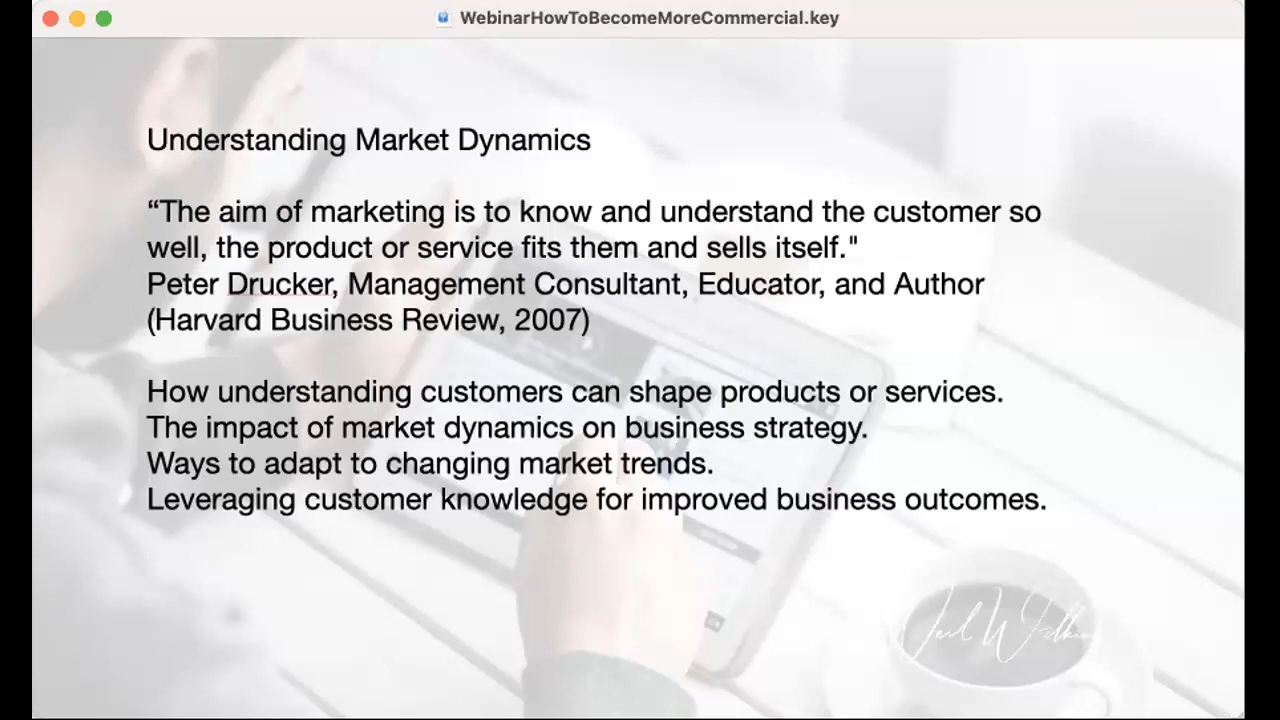 WebinarHowToBecomeMoreCommercial.key
Understanding Market Dynamics
“The aim of marketing is to know and understand the customer so
well, the product or service fits them and sells itself."
Peter Drucker, Management Consultant, Educator, and Author
(Harvard Business Review, 2007)
How understanding customers can shape products or services.
The impact of market dynamics on business strategy.
Ways to adapt to changing market trends.
Leveraging customer knowledge for improved business outcomes.